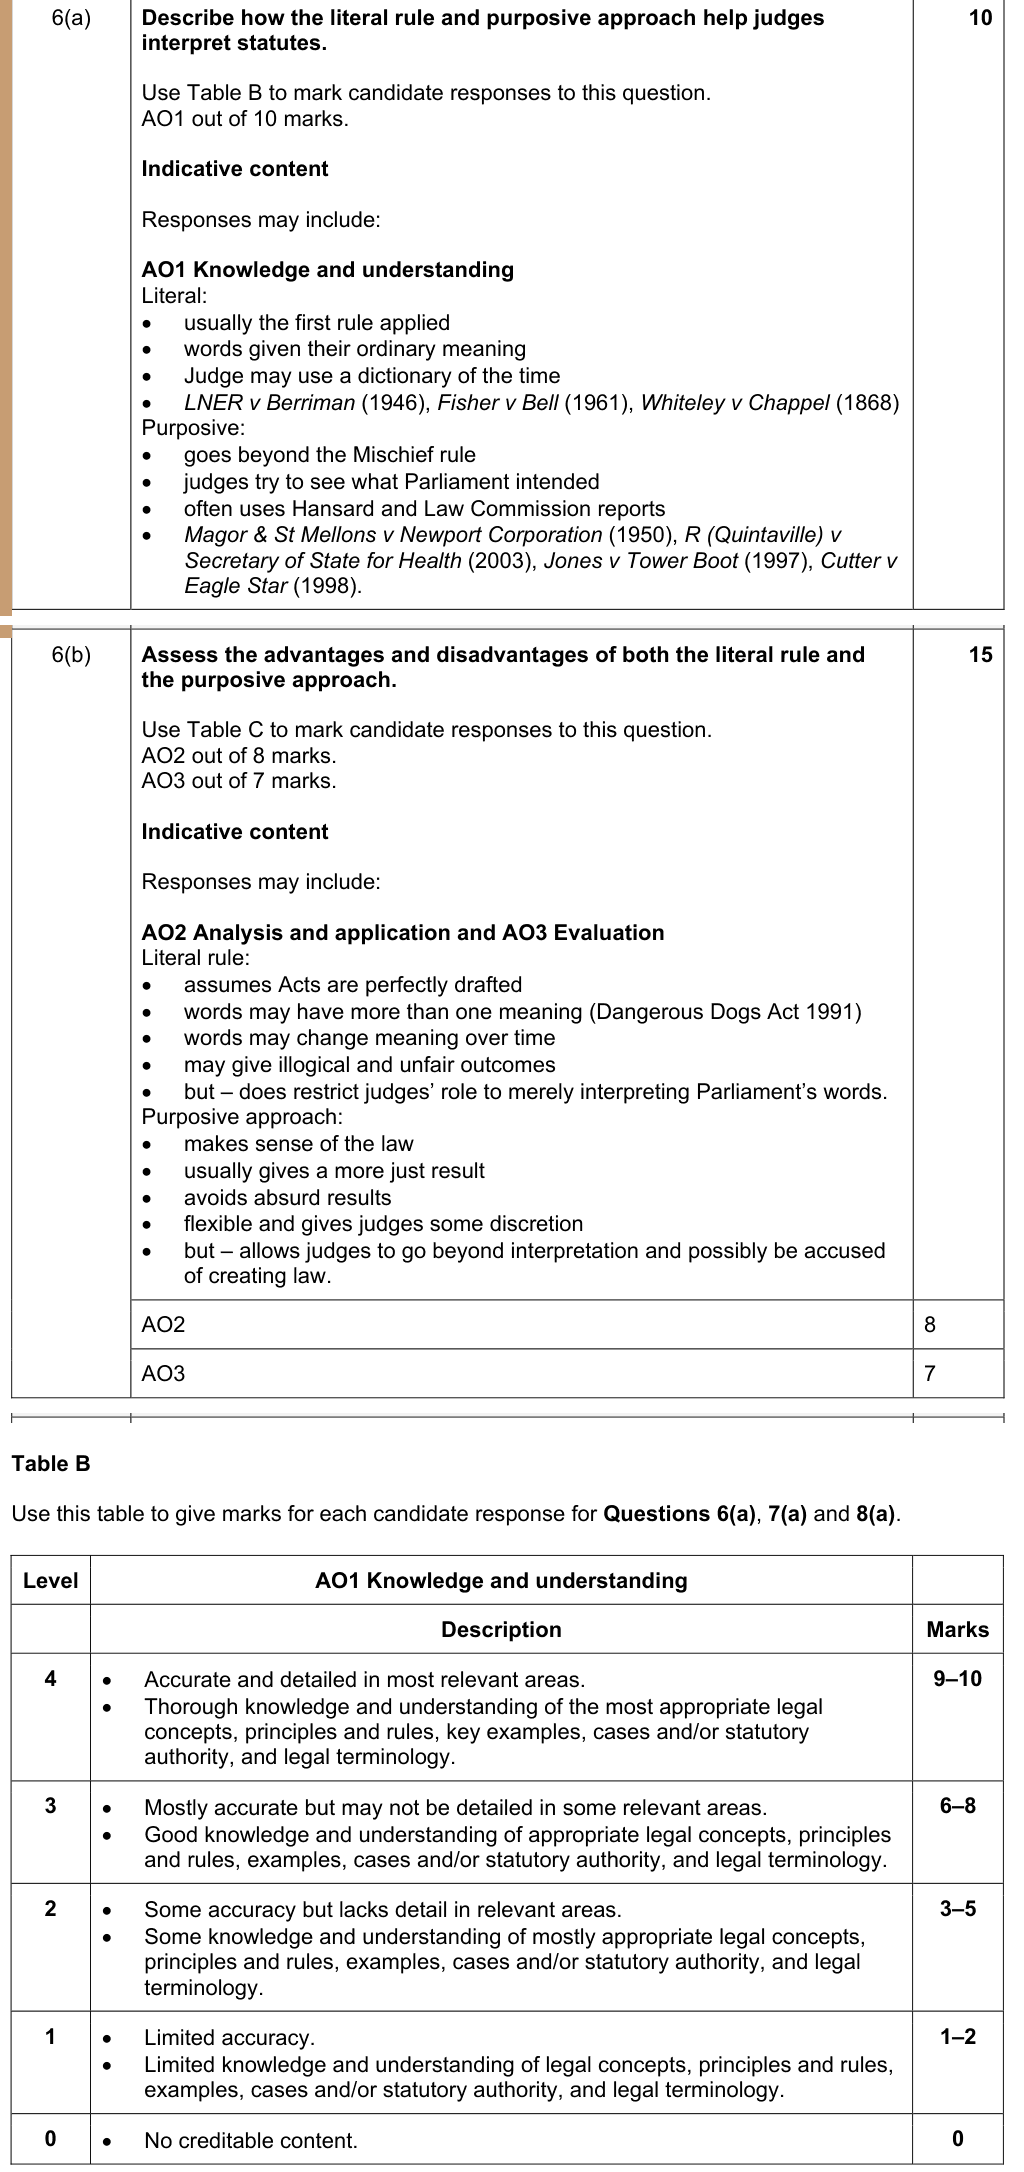 6(a) Describe how the literal rule and purposive approach help judges 10
interpret statutes.
Use Table B to mark candidate responses to this question.
AO1 out of 10 marks.
Indicative content
Responses may include:
AO1 Knowledge and understanding
Literal:
• usually the first rule applied
• words given their ordinary meaning
• Judge may use a dictionary of the time
• LNER v Berriman (1946), Fisher v Bell (1961), Whiteley v Chappel (1868)
Purposive:
• goes beyond the Mischief rule
• judges try to see what Parliament intended
• often uses Hansard and Law Commission reports
• Magor & St Mellons v Newport Corporation (1950), R (Quintaville) v
Secretary of State for Health (2003), Jones v Tower Boot (1997), Cutter v
Eagle Star (1998).
6(b) Assess the advantages and disadvantages of both the literal rule and 15
the purposive approach.
Use Table C to mark candidate responses to this question.
AO2 out of 8 marks.
AO3 out of 7 marks.
Indicative content
Responses may include:
AO2 Analysis and application and AO3 Evaluation
Literal rule:
• assumes Acts are perfectly drafted
• words may have more than one meaning (Dangerous Dogs Act 1991)
• words may change meaning over time
• may give illogical and unfair outcomes
• but – does restrict judges’ role to merely interpreting Parliament’s words.
Purposive approach:
• makes sense of the law
• usually gives a more just result
• avoids absurd results
• flexible and gives judges some discretion
• but – allows judges to go beyond interpretation and possibly be accused
of creating law.
AO2 8
AO3 7
Table B
Use this table to give marks for each candidate response for Questions 6(a), 7(a) and 8(a).
Level AO1 Knowledge and understanding
Description Marks
4 • Accurate and detailed in most relevant areas. 9–10
• Thorough knowledge and understanding of the most appropriate legal
concepts, principles and rules, key examples, cases and/or statutory
authority, and legal terminology.
3 • Mostly accurate but may not be detailed in some relevant areas. 6–8
• Good knowledge and understanding of appropriate legal concepts, principles
and rules, examples, cases and/or statutory authority, and legal terminology.
2 • Some accuracy but lacks detail in relevant areas. 3–5
• Some knowledge and understanding of mostly appropriate legal concepts,
principles and rules, examples, cases and/or statutory authority, and legal
terminology.
1 • Limited accuracy. 1–2
• Limited knowledge and understanding of legal concepts, principles and rules,
examples, cases and/or statutory authority, and legal terminology.
0 • No creditable content. 0